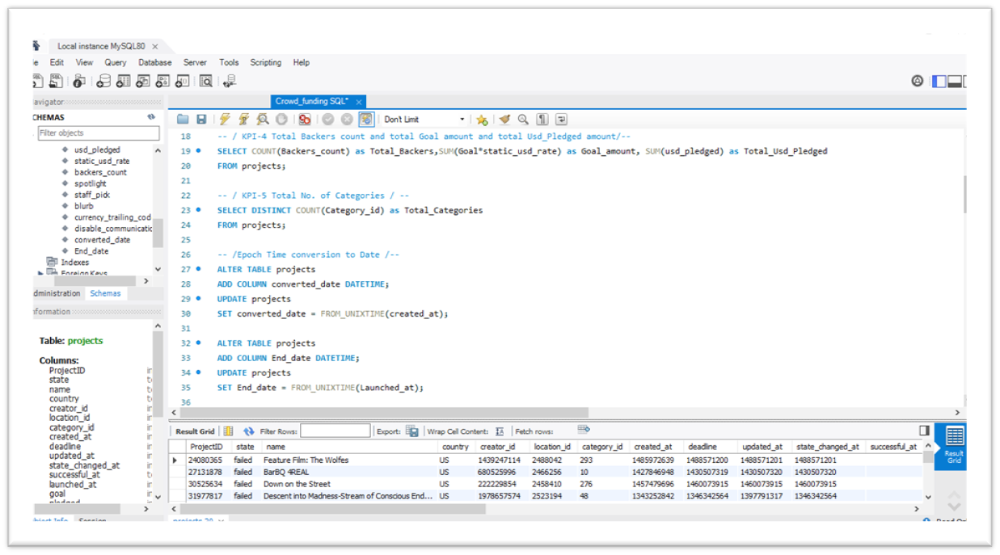 Local instance MySQL80
Edit View Query Database Server Tools Scripting Help
avigator
Crowd_funding SQL*
CHEMAS
Filter objects
Don't Limit
usd_pledged
static_usd_rate
backers_count
spotlight
staff_pick
blurb
currency_trailing_cod
disable_communicatic
converted_date
End_date
Indexes
Foreign Keys
dministration Schemas
nformation
Table: projects
Columns:
ProjectID
state
name
country
creator_id
location_id
category_id
created_at
deadline
updated_at
state_changed_at
successful_at
launched_at
goal
pledged
bject Info Session
18 -- / KPI-4 Total Backers count and total Goal amount and total Usd_Pledged amount/--
19 SELECT COUNT(Backers_count) as Total_Backers,SUM(Goal*static_usd_rate) as Goal_amount, SUM(usd_pledged) as Total_Usd_Pledged
20 FROM projects;
21
22 -- / KPI-5 Total No. of Categories / --
23 SELECT DISTINCT COUNT(Category_id) as Total_Categories
24 FROM projects;
25
26 -- /Epoch Time conversion to Date /--
27 ALTER TABLE projects
28 ADD COLUMN converted_date DATETIME;
29 UPDATE projects
30 SET converted_date = FROM_UNIXTIME(created_at);
31
32 ALTER TABLE projects
33 ADD COLUMN End_date DATETIME;
34 UPDATE projects
35 SET End_date = FROM_UNIXTIME(Launched_at);
36
Result Grid Filter Rows: Export: Wrap Cell Content: Fetch rows:
ProjectID state name country creator_id location_id category_id created_at deadline updated_at state_changed_at successful_at
24080365 failed Feature Film: The Wolfes US 1439247114 2488042 293 1485972639 1488571200 1488571201 1488571201
27131878 failed BarBQ 4REAL US 680525996 2466256 10 1427846948 1430507319 1430507320 1430507320
30525634 failed Down on the Street US 222229854 2458410 276 1457479696 1460073915 1460073915 1460073915
31977817 failed Descent into Madness-Stream of Conscious End... US 1978657574 2523194 48 1343252842 1346342564 1397791317 1346342564
Result Grid